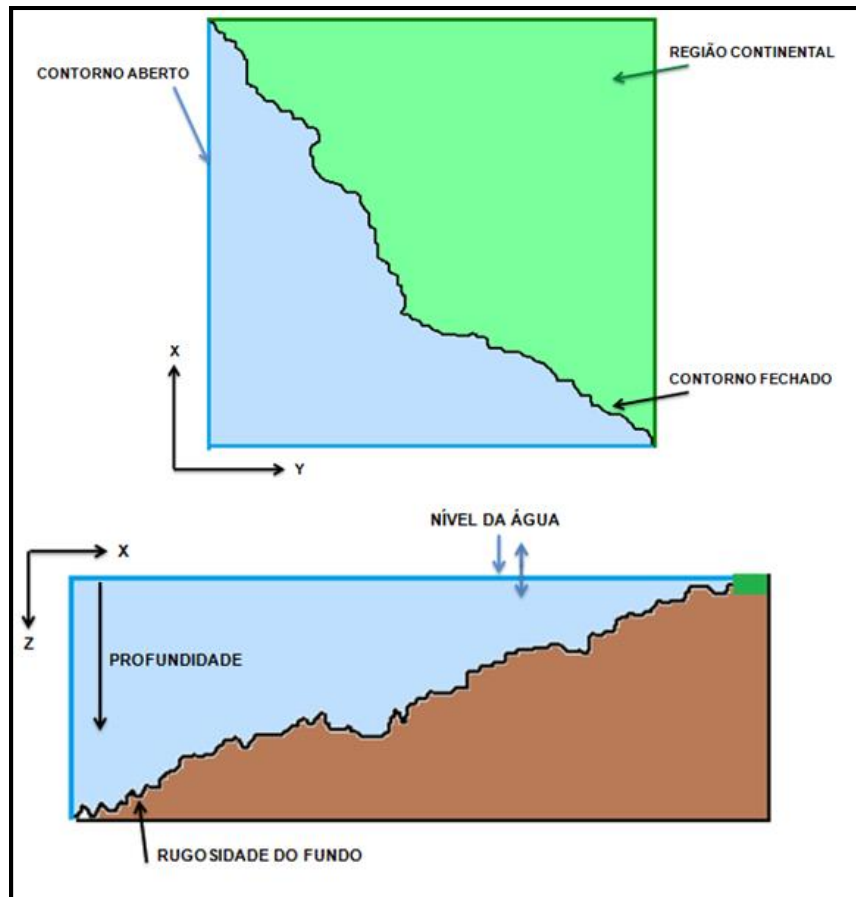 REGIÃO CONTINENTAL
CONTORNO ABERTO
X
CONTORNO FECHADO
Y
NÍVEL DA ÁGUA
X
Z
PROFUNDIDADE
RUGOSIDADE DO FUNDO